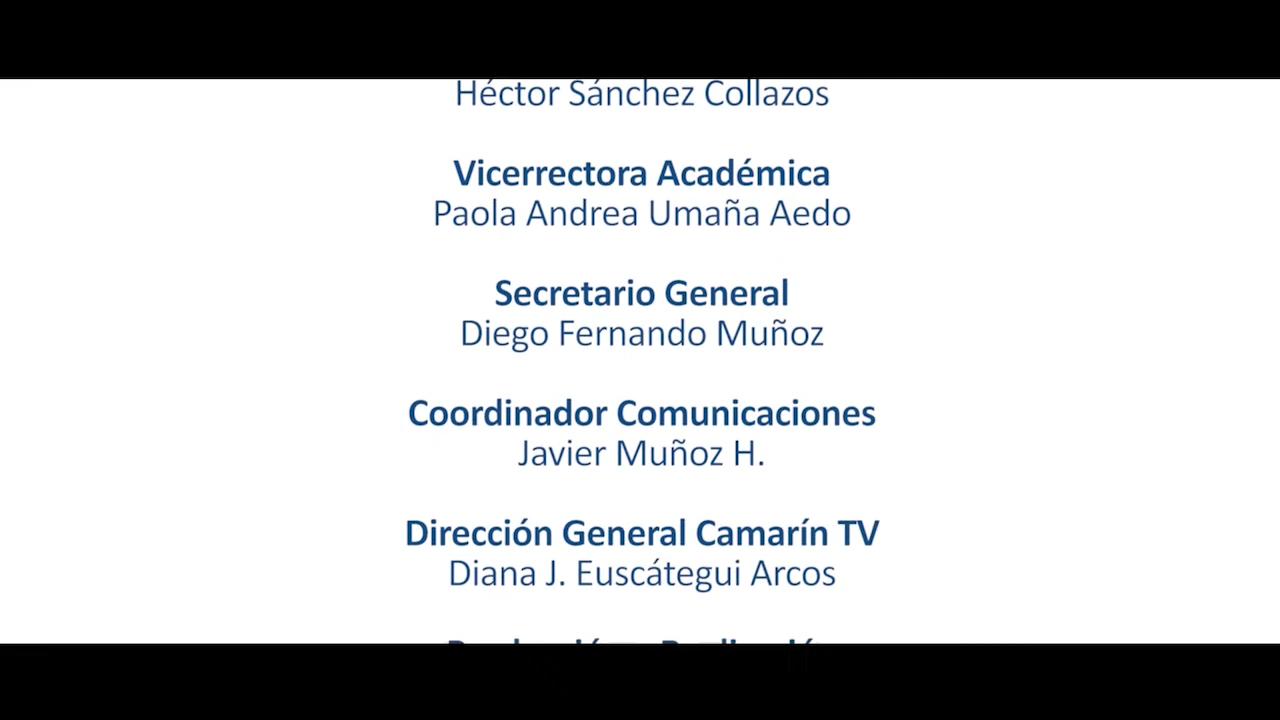 Héctor Sánchez Collazos
Vicerrectora Académica
Paola Andrea Umaña Aedo
Secretario General
Diego Fernando Muñoz
Coordinador Comunicaciones
Javier Muñoz H.
Dirección General Camarín TV
Diana J. Euscátegui Arcos